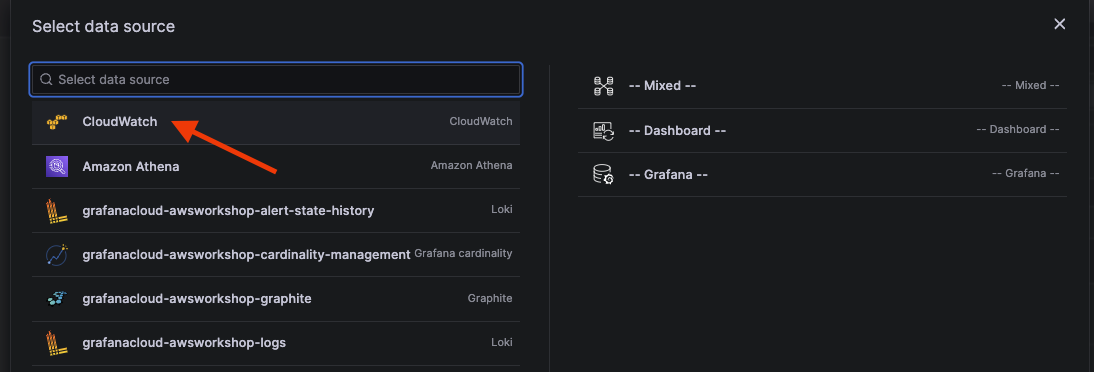 Select data source
Select data source
CloudWatch CloudWatch
Amazon Athena Amazon Athena
grafanacloud-awsworkshop-alert-state-history Loki
grafanacloud-awsworkshop-cardinality-management Grafana cardinality
grafanacloud-awsworkshop-graphite Graphite
grafanacloud-awsworkshop-logs Loki
-- Mixed -- -- Mixed --
-- Dashboard -- -- Dashboard --
-- Grafana -- -- Grafana --